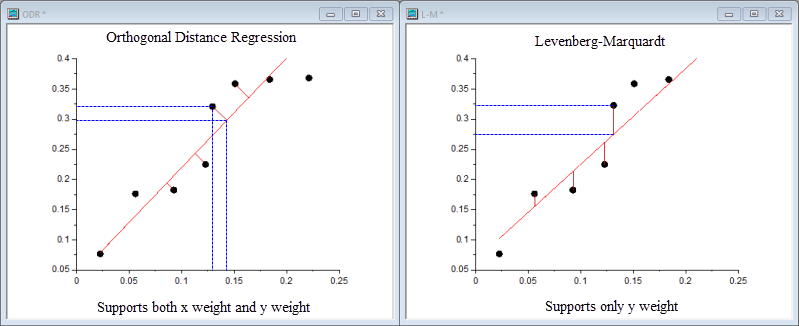 ODR *
Orthogonal Distance Regression
0.4
0.35
0.3
0.25
0.2
0.15
0.1
0.05
0 0.05 0.1 0.15 0.2 0.25
Supports both x weight and y weight
L-M *
Levenberg-Marquardt
0.4
0.35
0.3
0.25
0.2
0.15
0.1
0.05
0 0.05 0.1 0.15 0.2 0.25
Supports only y weight